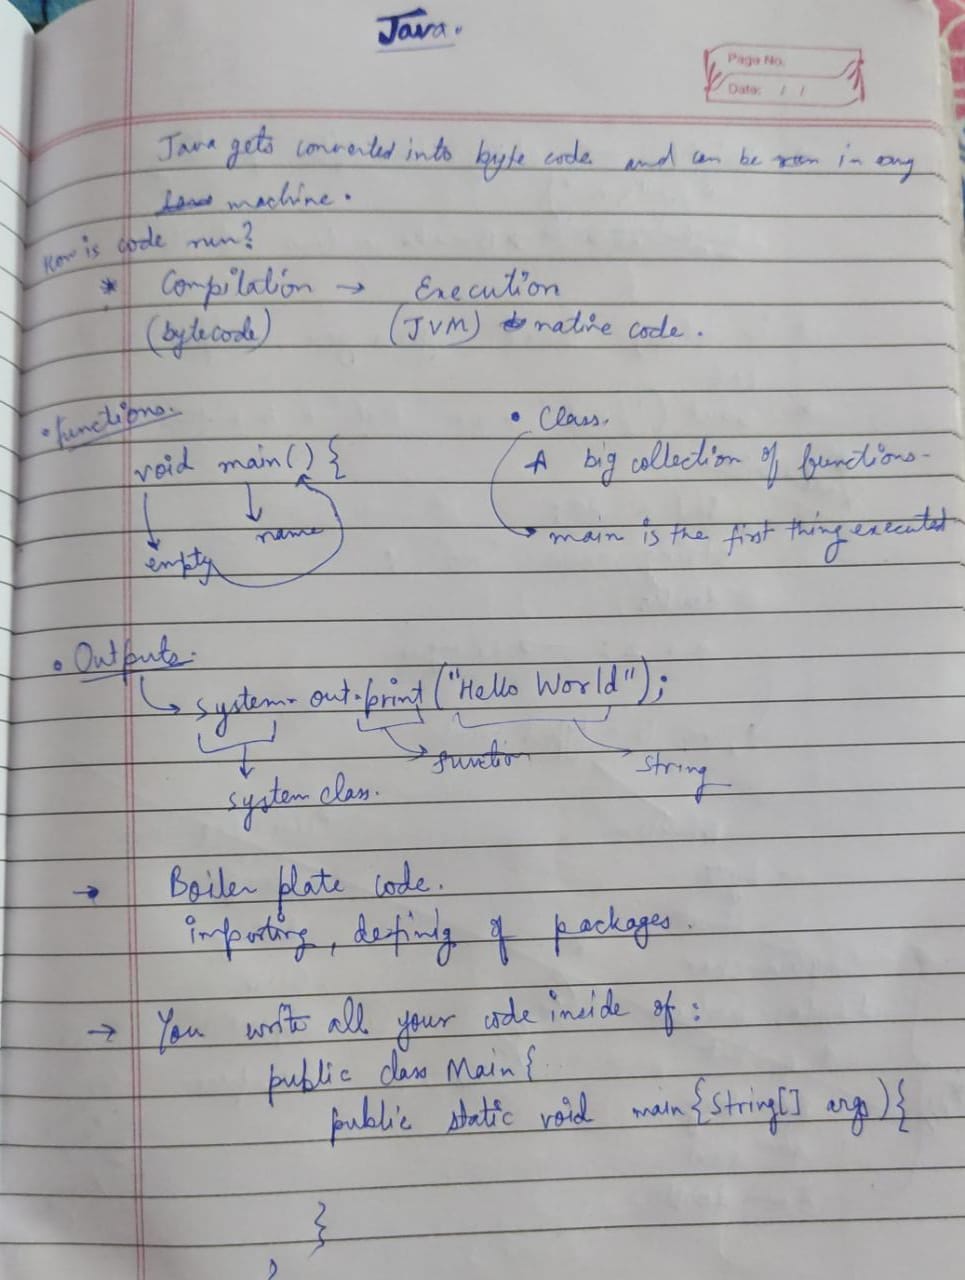 Java.
Page No.
Date: / /
Java gets converted into byte code and can be run in any
machine.
How is code run?
* Compilation → Execution
(bytecode) (JVM) native code.
• functions.
• Class.
void main() {
A big collection of functions-
name
→ main is the first thing executed
empty
• Outputs.
→ system. out.print ("Hello World");
function
String
system class.
→ Boiler plate code.
importing, definig of packages.
→ You write all your code inside of :
public class Main {
public static void main {String[] args) {
}